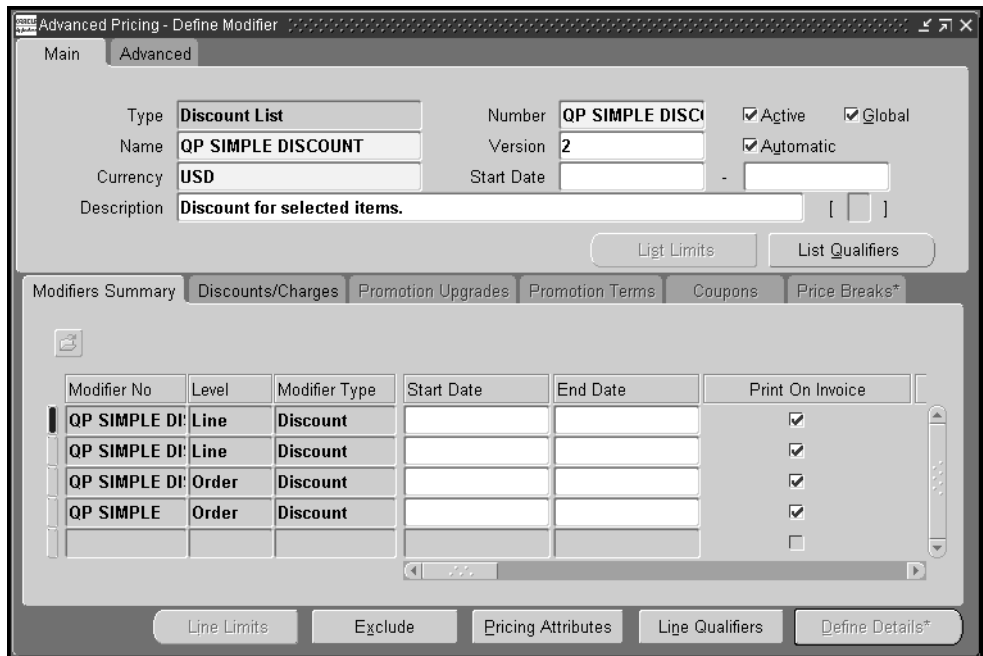 Advanced Pricing - Define Modifier
Main Advanced
Type Discount List Number QP SIMPLE DISC Active Global
Name QP SIMPLE DISCOUNT Version 2 Automatic
Currency USD Start Date -
Description Discount for selected items. [ ]
List Limits List Qualifiers
Modifiers Summary Discounts/Charges Promotion Upgrades Promotion Terms Coupons Price Breaks*
Modifier No Level Modifier Type Start Date End Date Print On Invoice
QP SIMPLE DI Line Discount
QP SIMPLE DI Line Discount
QP SIMPLE DI Order Discount
QP SIMPLE Order Discount
Line Limits Exclude Pricing Attributes Line Qualifiers Define Details*